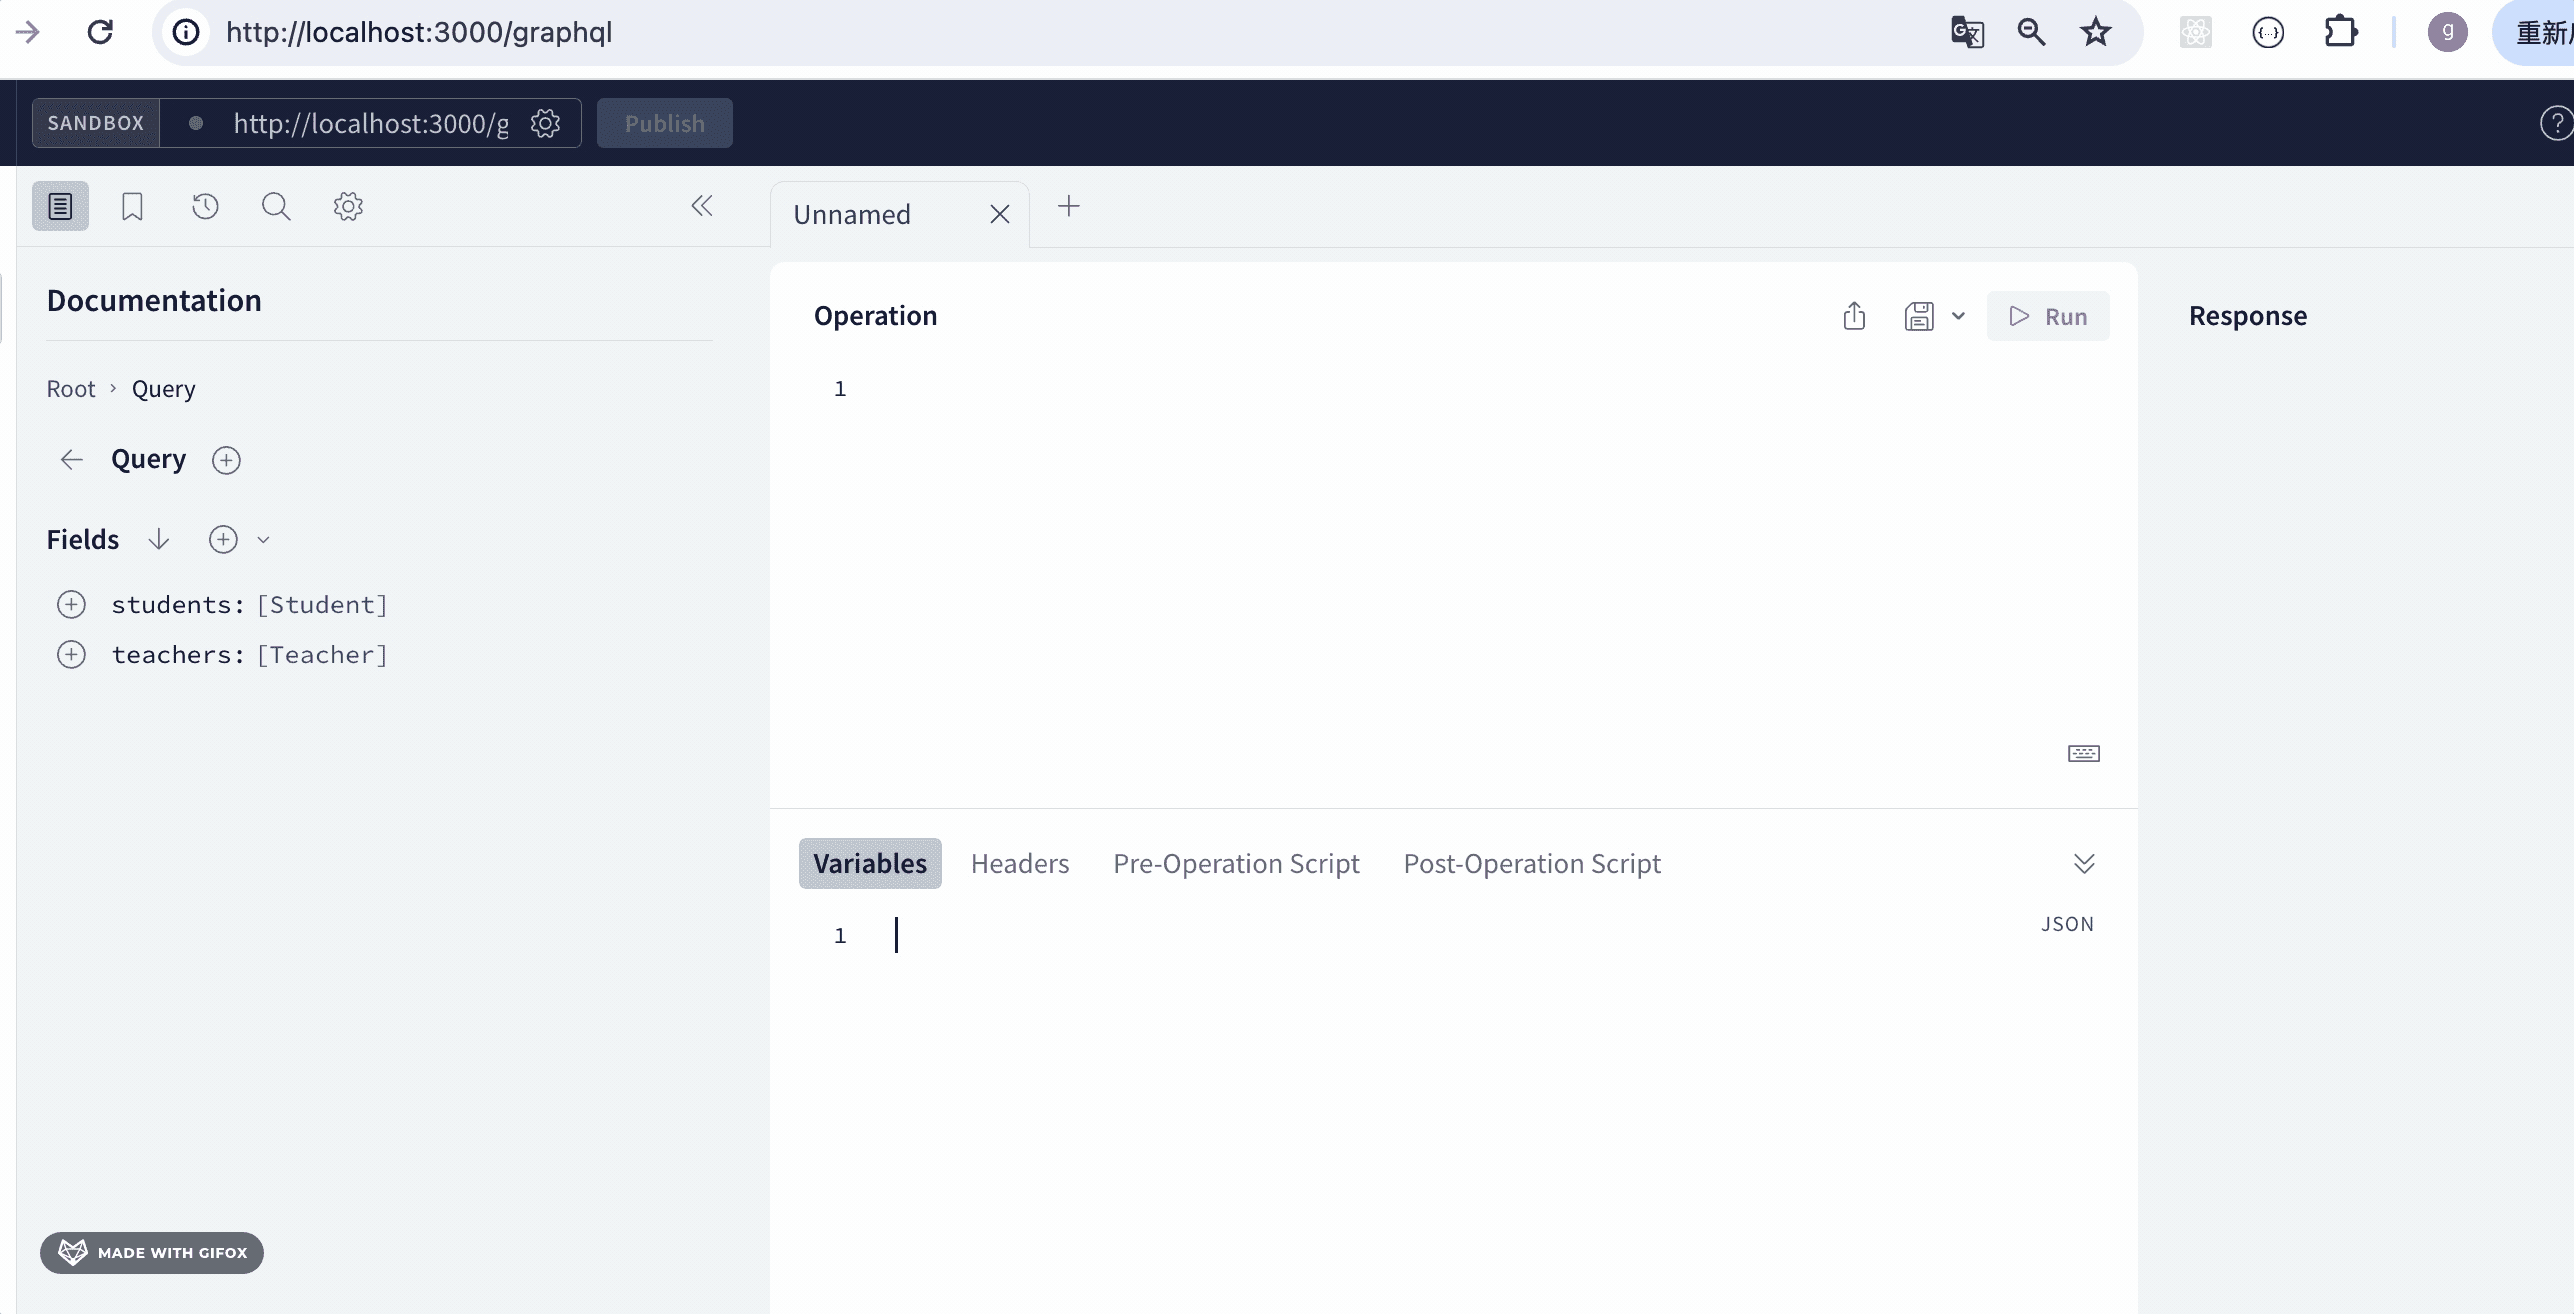 http://localhost:3000/graphql
g
重新
SANDBOX
http://localhost:3000/g
Publish
?
Unnamed
Documentation
Root › Query
Query
Fields
students: [Student]
teachers: [Teacher]
Operation
Run
1
Variables
Headers
Pre-Operation Script
Post-Operation Script
1
JSON
Response
MADE WITH GIFOX